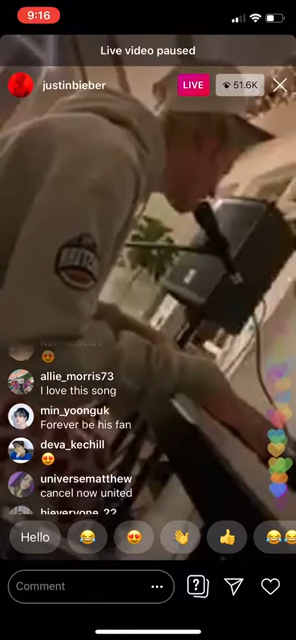 9:16
Live video paused
justinbieber
LIVE
51.6K
allie_morris73
I love this song
min_yoonguk
Forever be his fan
deva_kechill
😍
universematthew
cancel now united
hieveryone_22
Hello
Comment